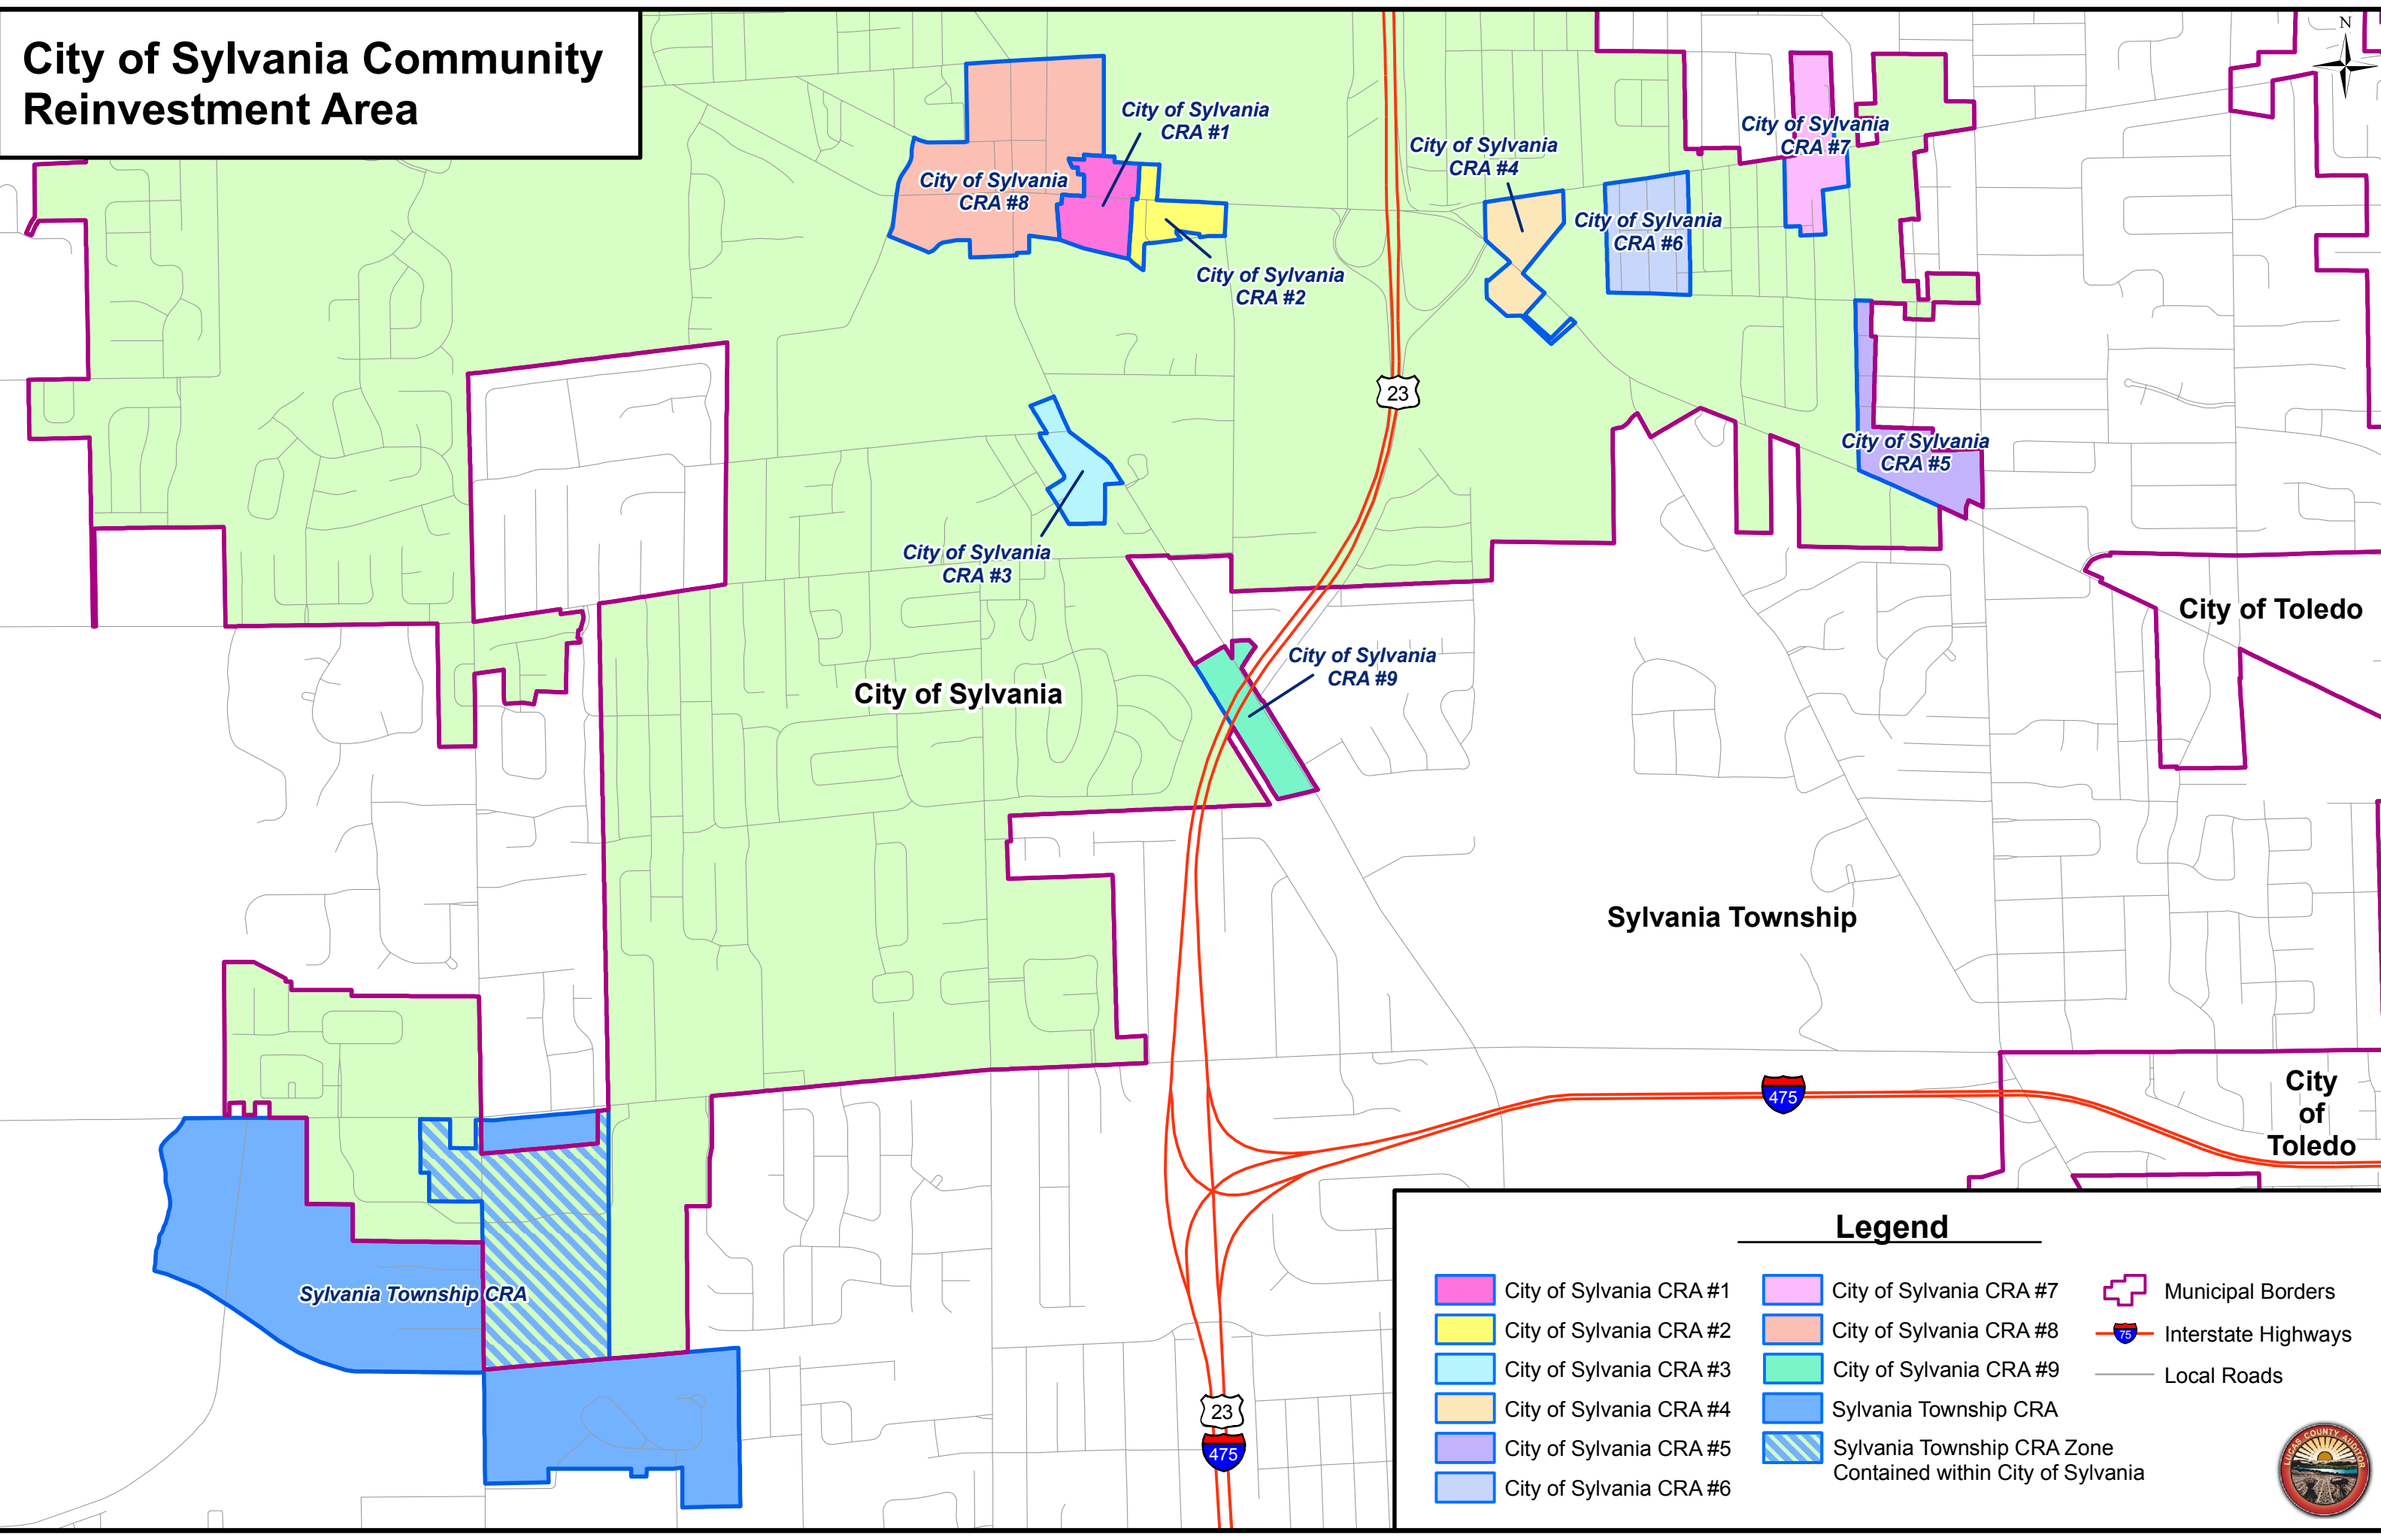 City of Sylvania Community
Reinvestment Area
N
City of Sylvania
CRA #1
City of Sylvania
CRA #7
City of Sylvania
CRA #4
City of Sylvania
CRA #8
City of Sylvania
CRA #6
City of Sylvania
CRA #2
23
City of Sylvania
CRA #5
City of Sylvania
CRA #3
City of Toledo
City of Sylvania
CRA #9
City of Sylvania
Sylvania Township
475
City
of
Toledo
Sylvania Township CRA
23
475
Legend
City of Sylvania CRA #1
City of Sylvania CRA #2
City of Sylvania CRA #3
City of Sylvania CRA #4
City of Sylvania CRA #5
City of Sylvania CRA #6
City of Sylvania CRA #7
City of Sylvania CRA #8
City of Sylvania CRA #9
Sylvania Township CRA
Sylvania Township CRA Zone
Contained within City of Sylvania
Municipal Borders
75
Interstate Highways
Local Roads
LUCAS COUNTY AUDITOR